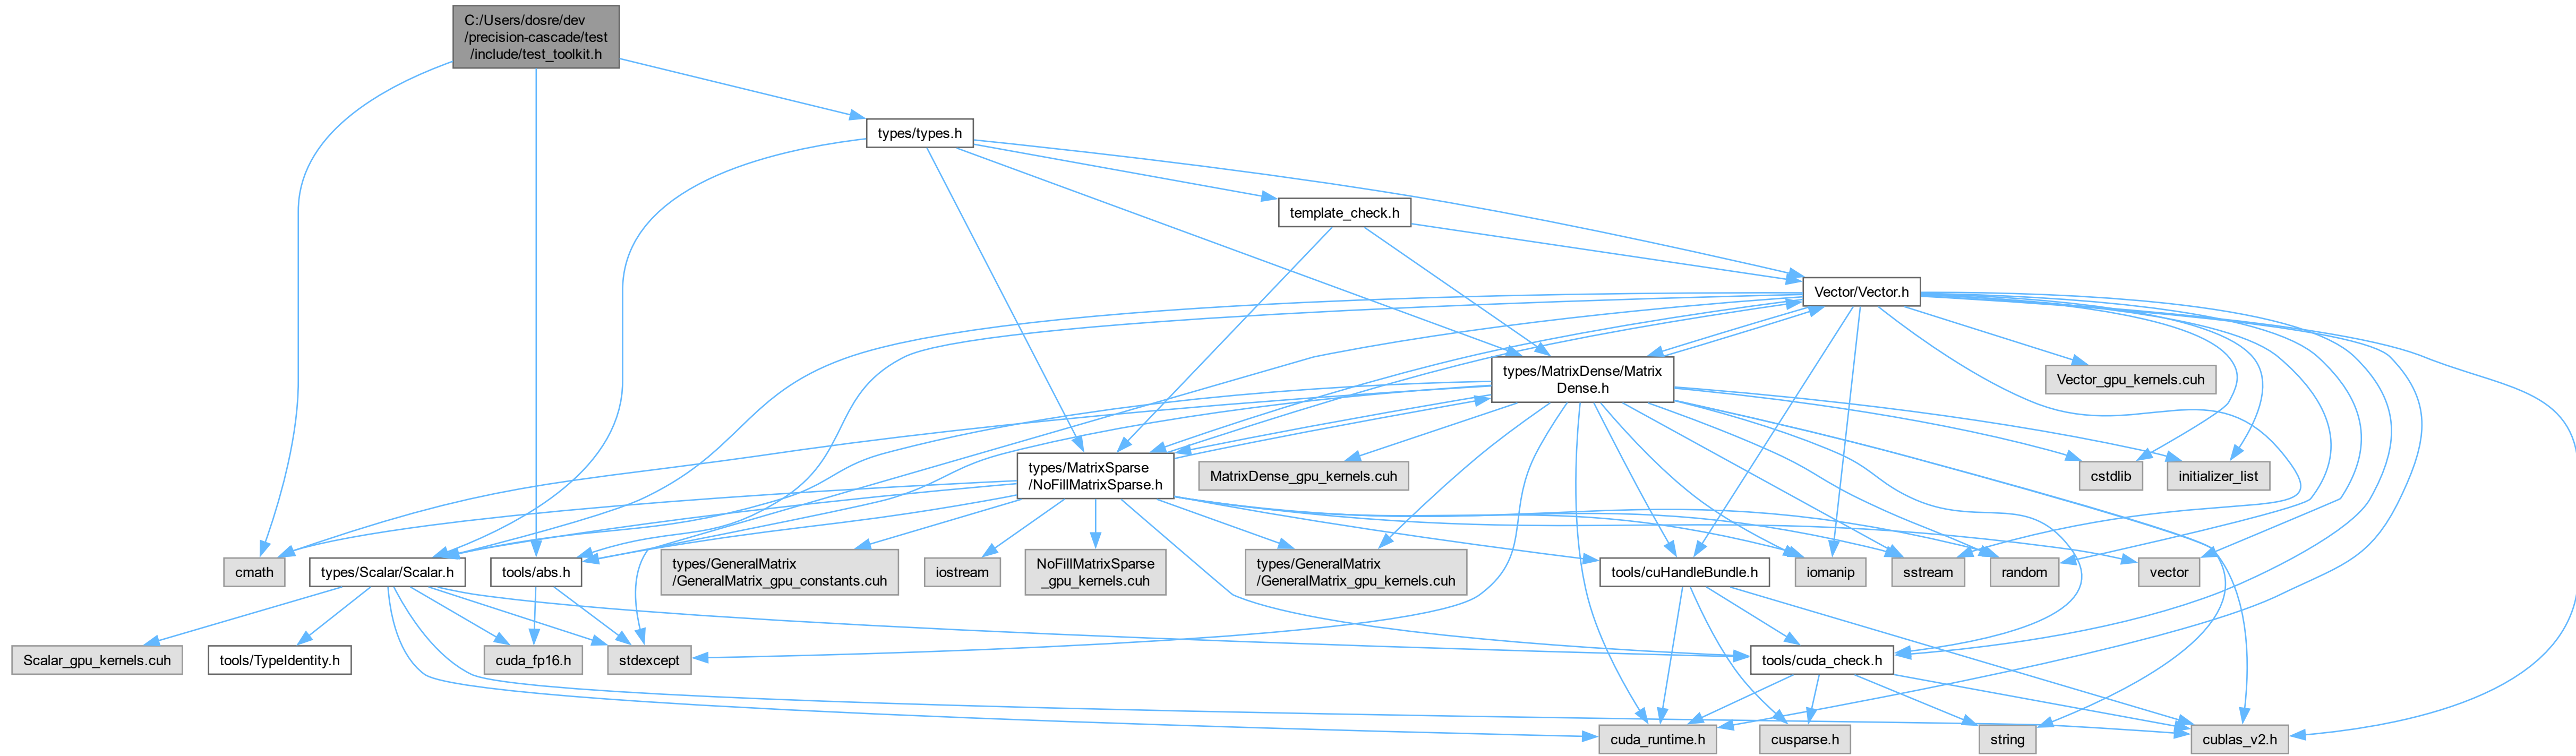 C:/Users/dosre/dev
/precision-cascade/test
/include/test_toolkit.h
types/types.h
template_check.h
Vector/Vector.h
types/MatrixDense/Matrix
Dense.h
Vector_gpu_kernels.cuh
types/MatrixSparse
/NoFillMatrixSparse.h
MatrixDense_gpu_kernels.cuh
cstdlib
initializer_list
cmath
types/Scalar/Scalar.h
tools/abs.h
types/GeneralMatrix
/GeneralMatrix_gpu_constants.cuh
iostream
NoFillMatrixSparse
_gpu_kernels.cuh
types/GeneralMatrix
/GeneralMatrix_gpu_kernels.cuh
tools/cuHandleBundle.h
iomanip
sstream
random
vector
Scalar_gpu_kernels.cuh
tools/TypeIdentity.h
cuda_fp16.h
stdexcept
tools/cuda_check.h
cuda_runtime.h
cusparse.h
string
cublas_v2.h